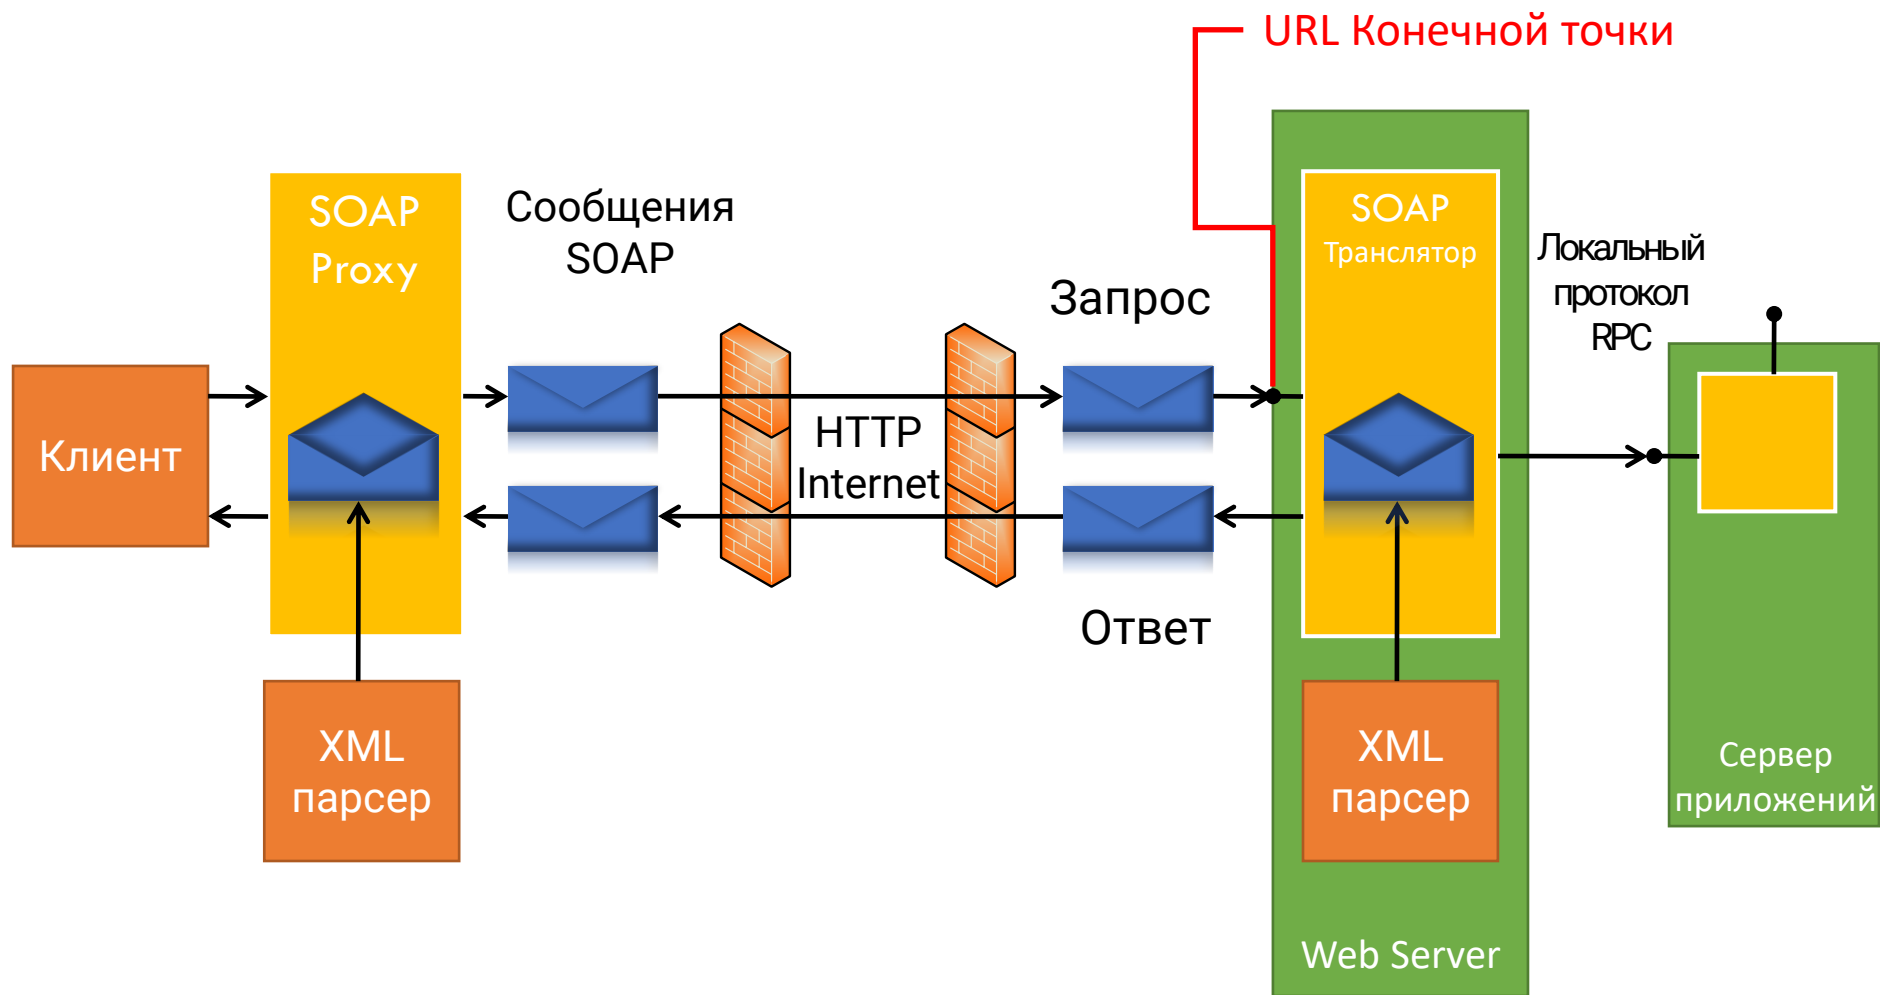 URL Конечной точки
SOAP
Proxy
Сообщения
SOAP
Запрос
SOAP
Транслятор
Локальный
протокол
RPC
Клиент
HTTP
Internet
Ответ
XML
парсер
XML
парсер
Сервер
приложений
Web Server